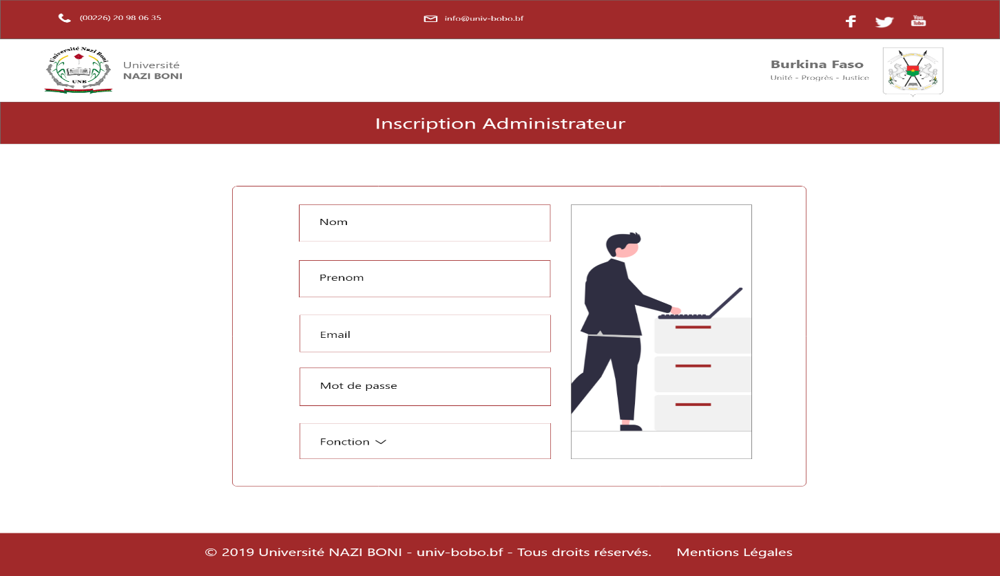 (00226) 20 98 06 35
info@univ-bobo.bf
You
Tube
Université Nazi Boni
UNB
Université
NAZI BONI
Burkina Faso
Unité - Progrès - Justice
Inscription Administrateur
Nom
Prenom
Email
Mot de passe
Fonction
© 2019 Université NAZI BONI - univ-bobo.bf - Tous droits réservés. Mentions Légales